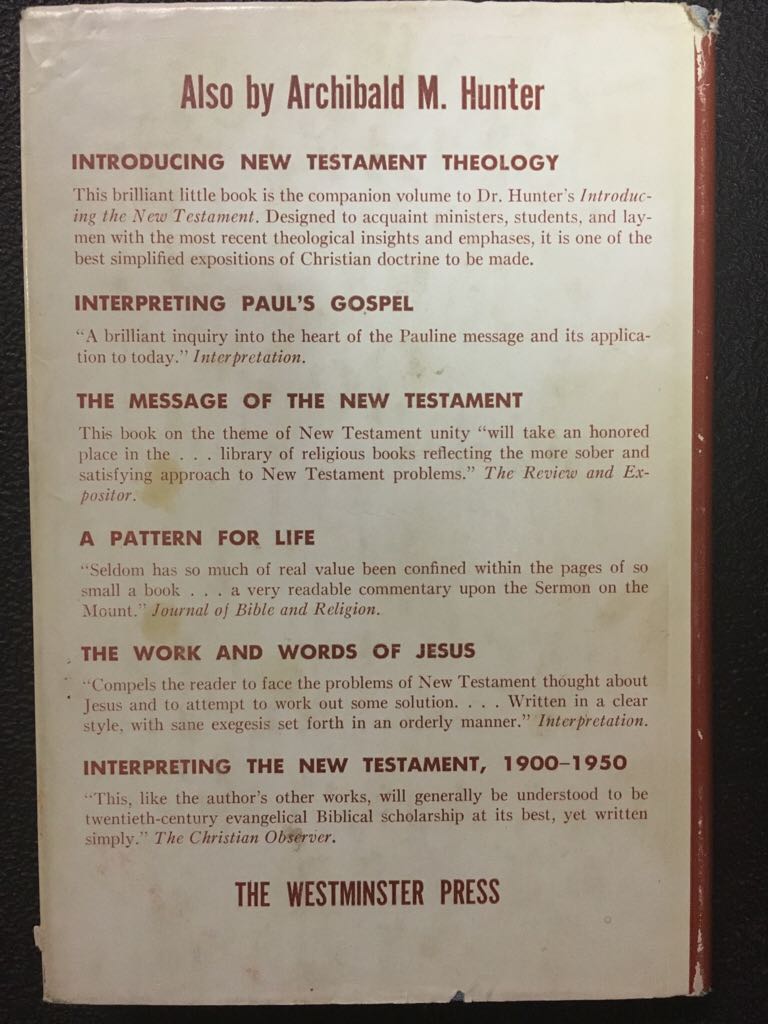 Also by Archibald M. Hunter
INTRODUCING NEW TESTAMENT THEOLOGY
This brilliant little book is the companion volume to Dr. Hunter's Introduc-
ing the New Testament. Designed to acquaint ministers, students, and lay-
men with the most recent theological insights and emphases, it is one of the
best simplified expositions of Christian doctrine to be made.
INTERPRETING PAUL'S GOSPEL
"A brilliant inquiry into the heart of the Pauline message and its applica-
tion to today." Interpretation.
THE MESSAGE OF THE NEW TESTAMENT
This book on the theme of New Testament unity "will take an honored
place in the . . . library of religious books reflecting the more sober and
satisfying approach to New Testament problems." The Review and Ex-
positor.
A PATTERN FOR LIFE
"Seldom has so much of real value been confined within the pages of so
small a book . . . a very readable commentary upon the Sermon on the
Mount." Journal of Bible and Religion.
THE WORK AND WORDS OF JESUS
"Compels the reader to face the problems of New Testament thought about
Jesus and to attempt to work out some solution. . . . Written in a clear
style, with sane exegesis set forth in an orderly manner." Interpretation.
INTERPRETING THE NEW TESTAMENT, 1900–1950
"This, like the author's other works, will generally be understood to be
twentieth-century evangelical Biblical scholarship at its best, yet written
simply." The Christian Observer.
THE WESTMINSTER PRESS